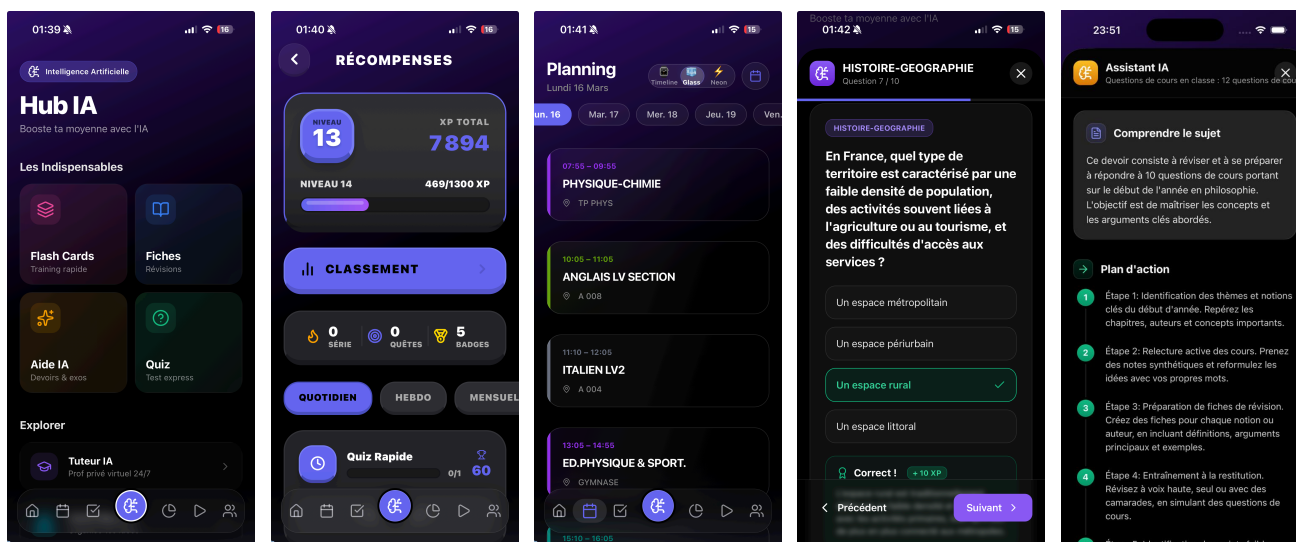 01:39
16
Intelligence Artificielle
Hub IA
Booste ta moyenne avec l'IA
Les Indispensables
Flash Cards
Training rapide
Fiches
Révisions
Aide IA
Devoirs & exos
Quiz
Test express
Explorer
Tuteur IA
Prof privé virtuel 24/7
01:40
16
RÉCOMPENSES
NIVEAU
13
XP TOTAL
7894
NIVEAU 14
469/1300 XP
CLASSEMENT
0
SÉRIE
0
QUÊTES
5
BADGES
QUOTIDIEN
HEBDO
MENSUEL
Quiz Rapide
0/1
60
01:41
15
Planning
Lundi 16 Mars
Timeline
Glass
Neon
un. 16
Mar. 17
Mer. 18
Jeu. 19
Ven.
07:55 – 09:55
PHYSIQUE-CHIMIE
TP PHYS
10:05 – 11:05
ANGLAIS LV SECTION
A 008
11:10 – 12:05
ITALIEN LV2
A 004
13:05 – 14:55
ED.PHYSIQUE & SPORT.
GYMNASE
15:10 – 16:05
Booste ta moyenne avec l'IA
01:42
15
HISTOIRE-GEOGRAPHIE
Question 7 / 10
HISTOIRE-GEOGRAPHIE
En France, quel type de
territoire est caractérisé par une
faible densité de population,
des activités souvent liées à
l'agriculture ou au tourisme, et
des difficultés d'accès aux
services ?
Un espace métropolitain
Un espace périurbain
Un espace rural
Un espace littoral
Correct !
+ 10 XP
Précédent
Suivant
23:51
Assistant IA
Questions de cours en classe : 12 questions de cou
Comprendre le sujet
Ce devoir consiste à réviser et à se préparer
à répondre à 10 questions de cours portant
sur le début de l'année en philosophie.
L'objectif est de maîtriser les concepts et
les arguments clés abordés.
Plan d'action
1
Étape 1: Identification des thèmes et notions
clés du début d'année. Repérez les
chapitres, auteurs et concepts importants.
2
Étape 2: Relecture active des cours. Prenez
des notes synthétiques et reformulez les
idées avec vos propres mots.
3
Étape 3: Préparation de fiches de révision.
Créez des fiches pour chaque notion ou
auteur, en incluant définitions, arguments
principaux et exemples.
4
Étape 4: Entraînement à la restitution.
Révisez à voix haute, seul ou avec des
camarades, en simulant des questions de
cours.